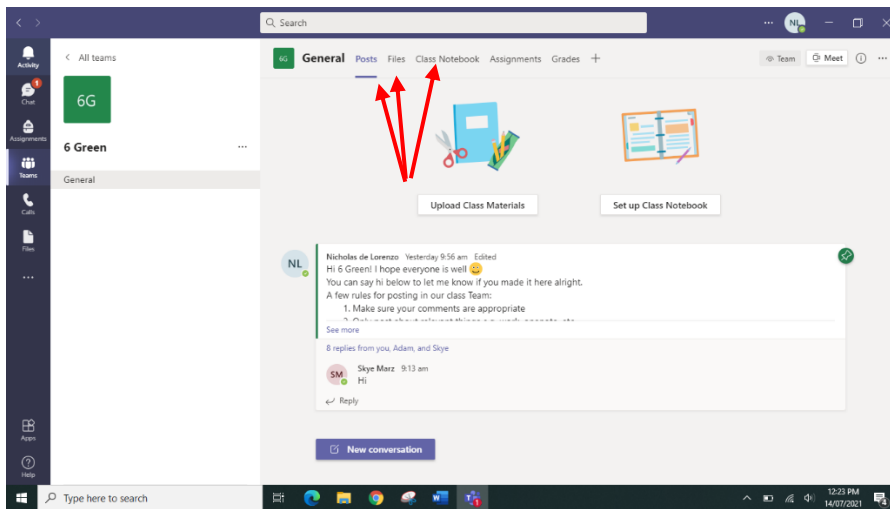 Search
NL
Activity
Chat
1
Assignments
Teams
Calls
Files
Apps
Help
All teams
6G
6 Green
General
6G General Posts Files Class Notebook Assignments Grades
Team Meet
Upload Class Materials Set up Class Notebook
NL
Nicholas de Lorenzo Yesterday 9:56 am Edited
Hi 6 Green! I hope everyone is well
You can say hi below to let me know if you made it here alright.
A few rules for posting in our class Team:
1. Make sure your comments are appropriate
See more
8 replies from you, Adam, and Skye
SM
Skye Marz 9:13 am
Hi
Reply
New conversation
Type here to search
12:23 PM
14/07/2021
4